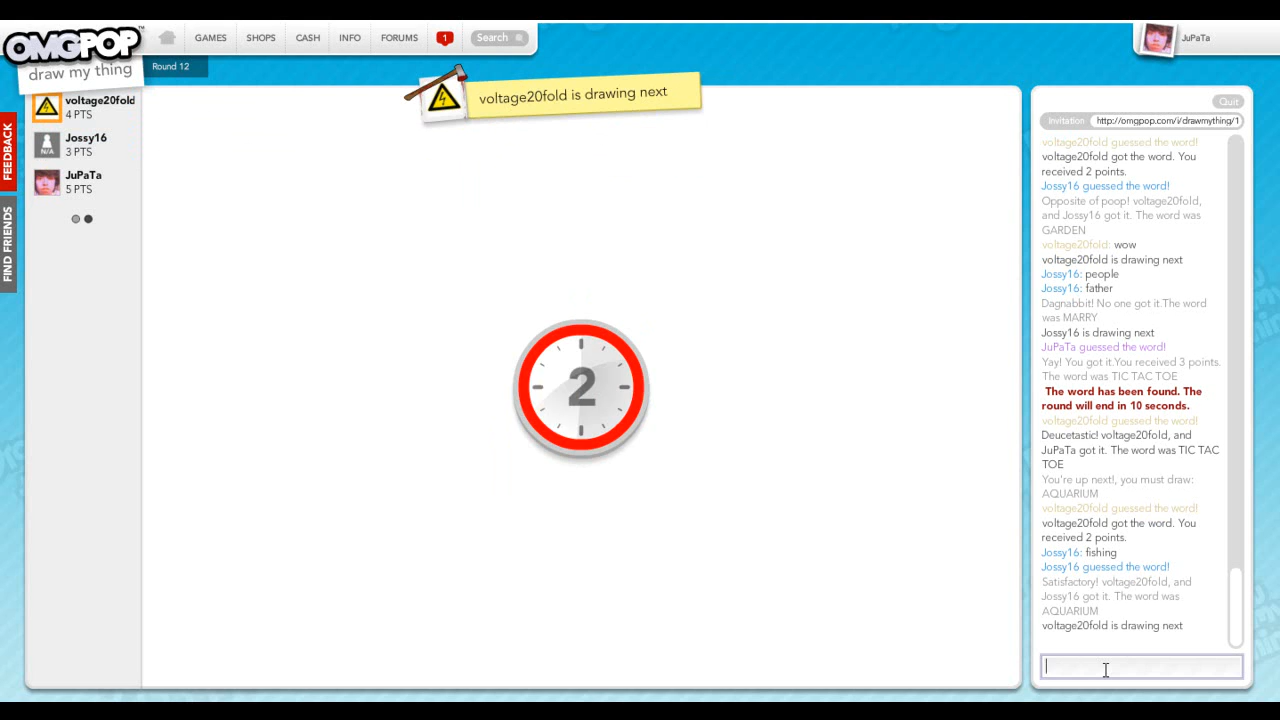 OMGPOP
GAMES SHOPS CASH INFO FORUMS 1 Search
JuPaTa
draw my thing
Round 12
voltage20fold is drawing next
FEEDBACK
FIND FRIENDS
voltage20fold
4 PTS
Jossy16
3 PTS
N/A
JuPaTa
5 PTS
2
Quit
Invitation http://omgpop.com/i/drawmything/1
voltage20fold guessed the word!
voltage20fold got the word. You
received 2 points.
Jossy16 guessed the word!
Opposite of poop! voltage20fold,
and Jossy16 got it. The word was
GARDEN
voltage20fold: wow
voltage20fold is drawing next
Jossy16: people
Jossy16: father
Dagnabbit! No one got it.The word
was MARRY
Jossy16 is drawing next
JuPaTa guessed the word!
Yay! You got it.You received 3 points.
The word was TIC TAC TOE
The word has been found. The
round will end in 10 seconds.
voltage20fold guessed the word!
Deucetastic! voltage20fold, and
JuPaTa got it. The word was TIC TAC
TOE
You're up next!, you must draw:
AQUARIUM
voltage20fold guessed the word!
voltage20fold got the word. You
received 2 points.
Jossy16: fishing
Jossy16 guessed the word!
Satisfactory! voltage20fold, and
Jossy16 got it. The word was
AQUARIUM
voltage20fold is drawing next